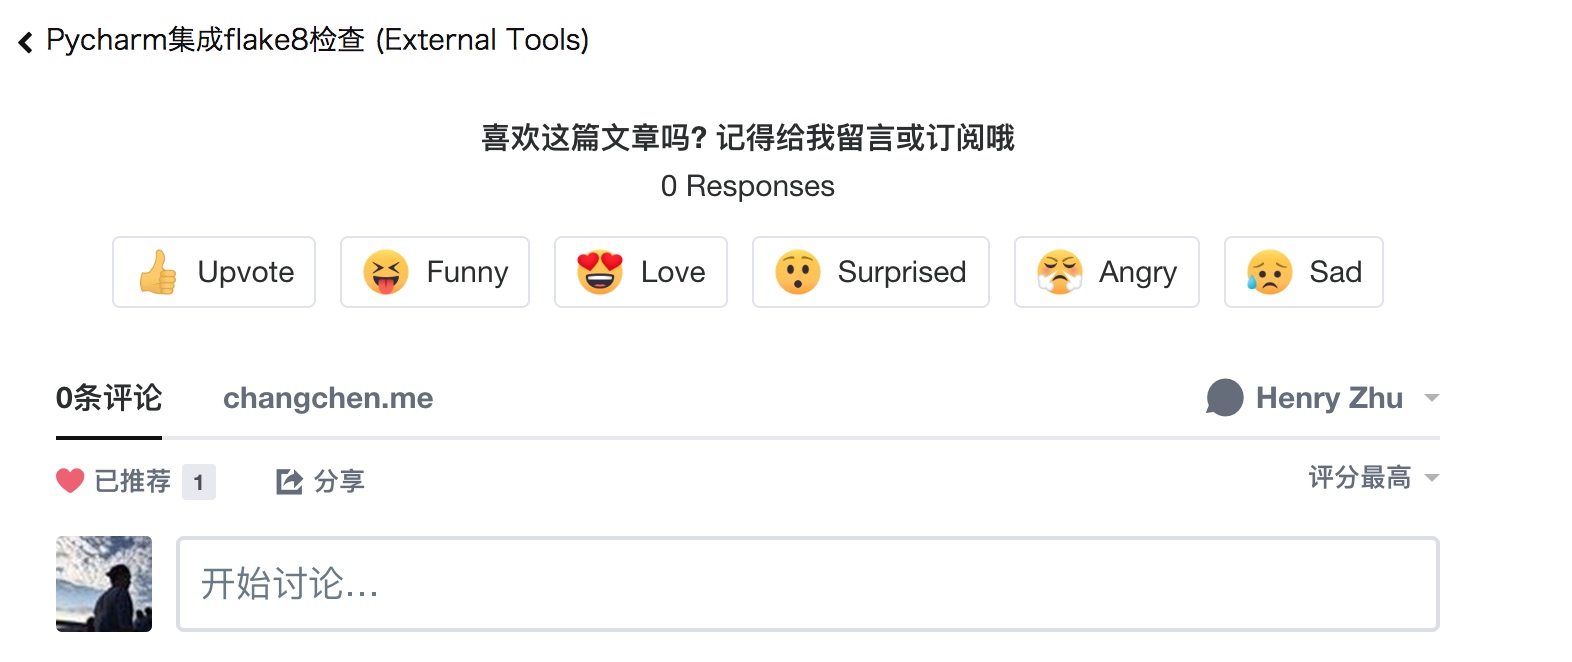 Pycharm集成flake8检查 (External Tools)
喜欢这篇文章吗? 记得给我留言或订阅哦
0 Responses
Upvote Funny Love Surprised Angry Sad
0条评论 changchen.me Henry Zhu
已推荐 1 分享 评分最高
开始讨论...